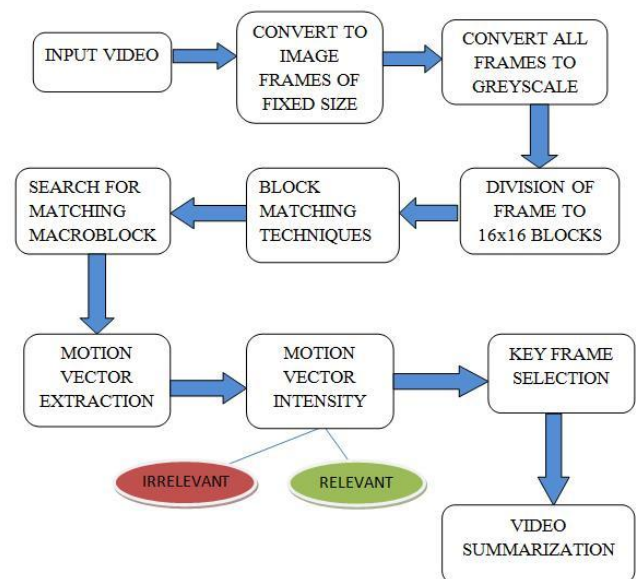 INPUT VIDEO
CONVERT TO
IMAGE
FRAMES OF
FIXED SIZE
CONVERT ALL
FRAMES TO
GREYSCALE
DIVISION OF
FRAME TO
16x16 BLOCKS
BLOCK
MATCHING
TECHNIQUES
SEARCH FOR
MATCHING
MACROBLOCK
MOTION
VECTOR
EXTRACTION
MOTION
VECTOR
INTENSITY
IRRELEVANT
RELEVANT
KEY FRAME
SELECTION
VIDEO
SUMMARIZATION